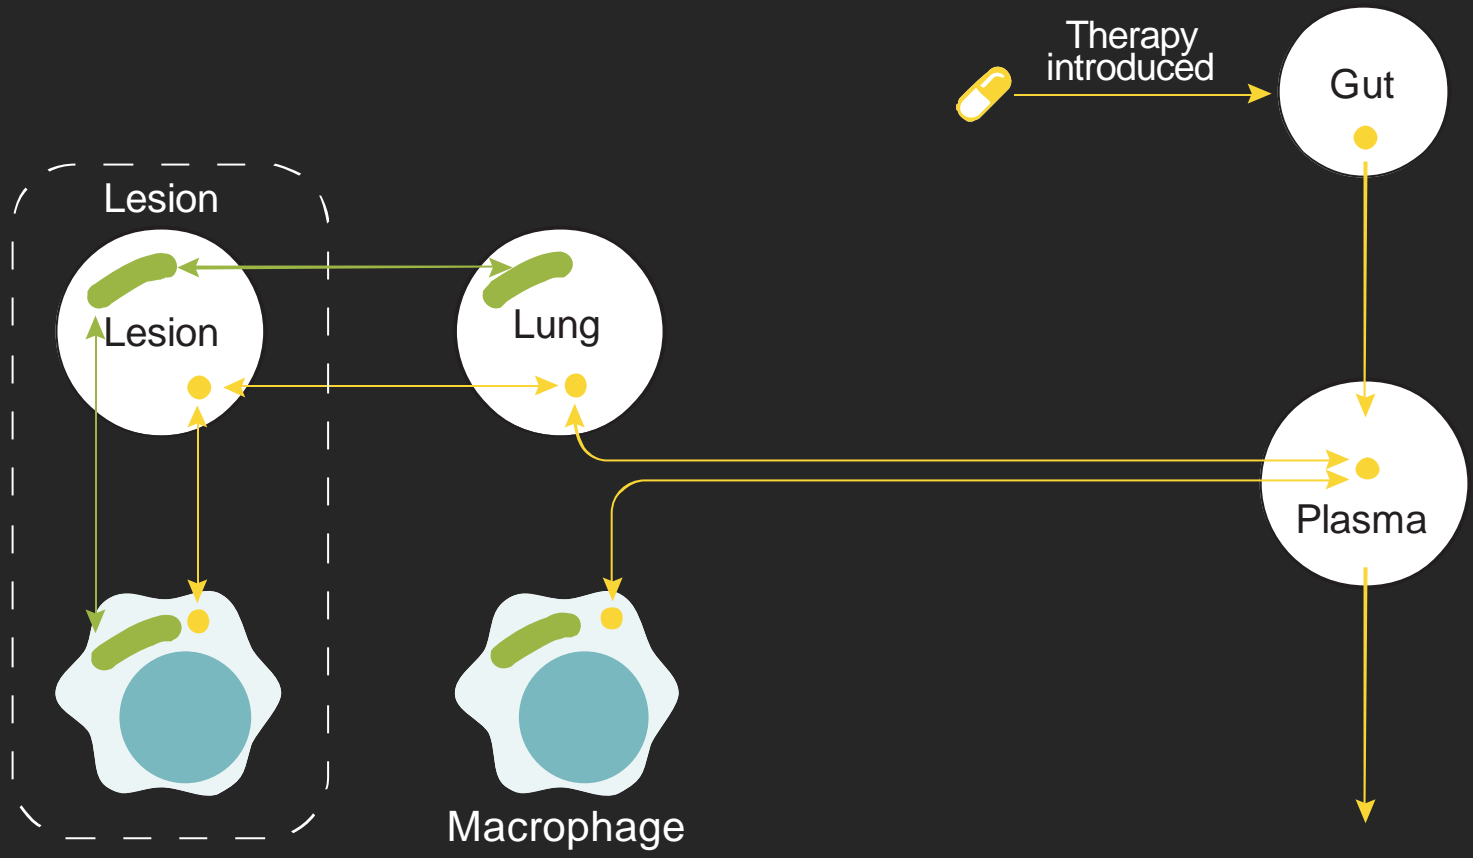 Therapy
introduced
Gut
Lesion
Lesion
Lung
Plasma
Macrophage